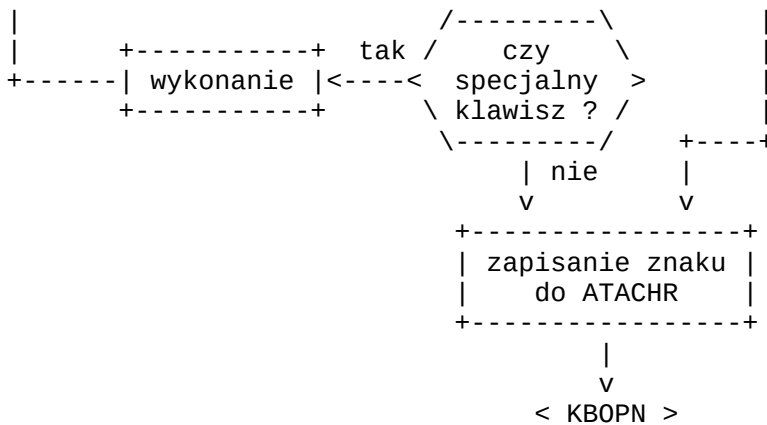 tak
czy
wykonanie
specjalny
klawisz ?
nie
zapisanie znaku
do ATACHR
< KBOPN >